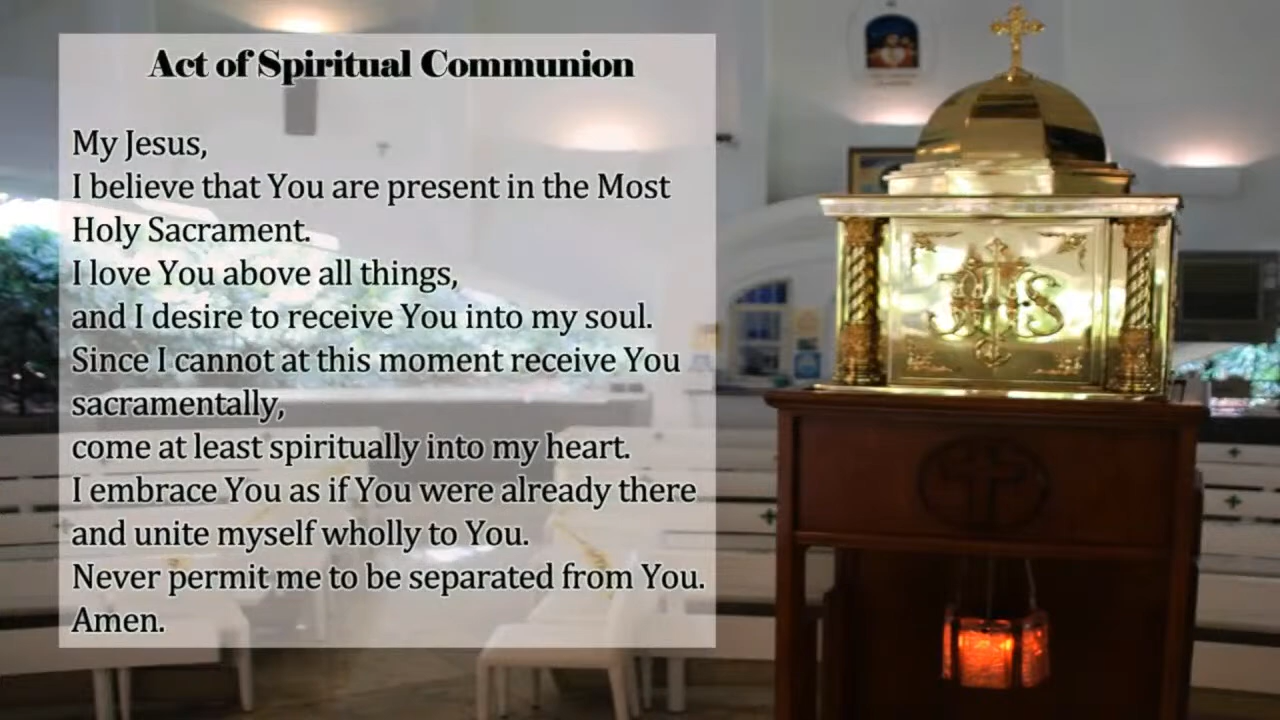 Act of Spiritual Communion
My Jesus,
I believe that You are present in the Most
Holy Sacrament.
I love You above all things,
and I desire to receive You into my soul.
Since I cannot at this moment receive You
sacramentally,
come at least spiritually into my heart.
I embrace You as if You were already there
and unite myself wholly to You.
Never permit me to be separated from You.
Amen.
JHS